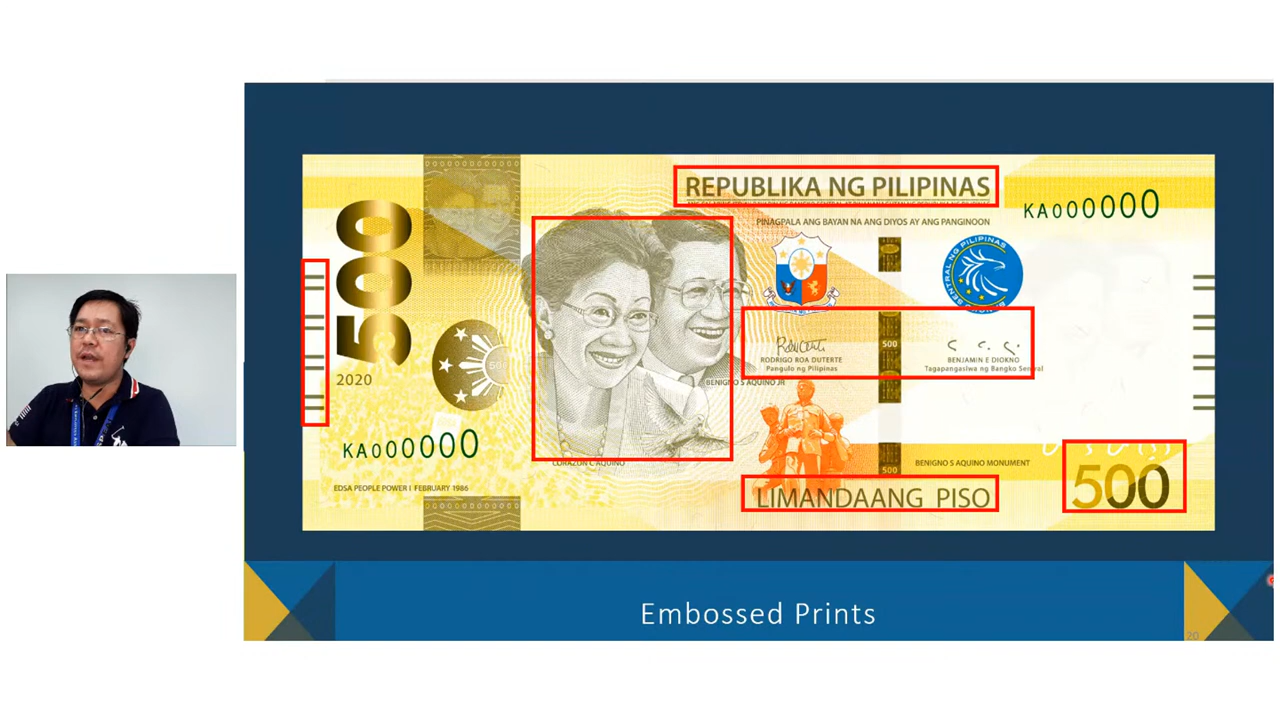 REPUBLIKA NG PILIPINAS
PINAGPALA ANG BAYAN NA ANG DIYOS AY ANG PANGINOON
KA000000
500
BANGKO SENTRAL NG PILIPINAS
2020
500
500
RODRIGO ROA DUTERTE
Pangulo ng Pilipinas
BENJAMIN E DIOKNO
Tagapangasiwa ng Bangko Sentral
BENIGNO S AQUINO JR
KA000000
CORAZON C AQUINO
500
BENIGNO S AQUINO MONUMENT
EDSA PEOPLE POWER I FEBRUARY 1986
LIMANDAANG PISO
500
Embossed Prints
20